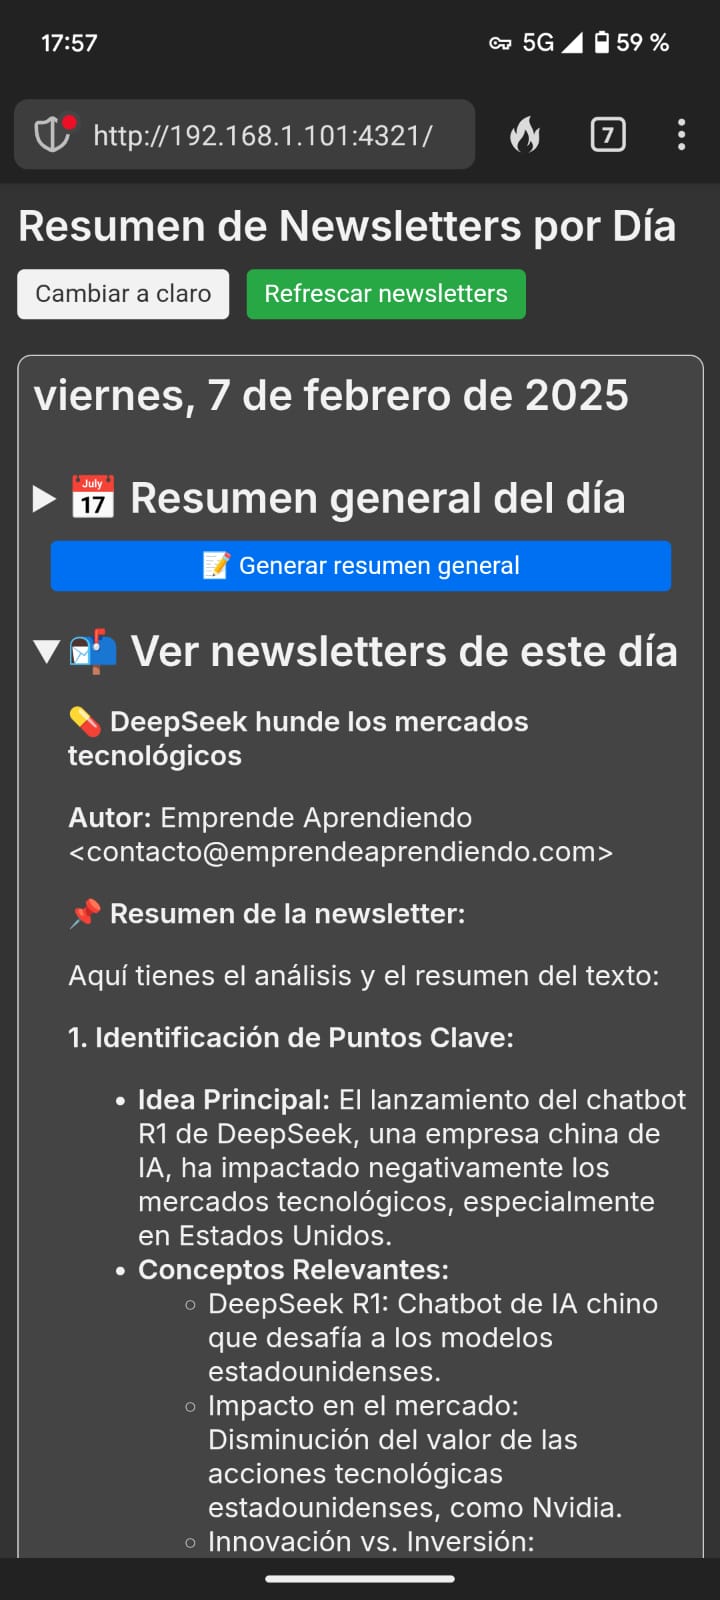 17:57
5G 59 %
http://192.168.1.101:4321/
7
Resumen de Newsletters por Día
Cambiar a claro
Refrescar newsletters
viernes, 7 de febrero de 2025
July
17
Resumen general del día
Generar resumen general
Ver newsletters de este día
DeepSeek hunde los mercados
tecnológicos
Autor: Emprende Aprendiendo
<contacto@emprendeaprendiendo.com>
Resumen de la newsletter:
Aquí tienes el análisis y el resumen del texto:
1. Identificación de Puntos Clave:
• Idea Principal: El lanzamiento del chatbot
R1 de DeepSeek, una empresa china de
IA, ha impactado negativamente los
mercados tecnológicos, especialmente
en Estados Unidos.
• Conceptos Relevantes:
◦ DeepSeek R1: Chatbot de IA chino
que desafía a los modelos
estadounidenses.
◦ Impacto en el mercado:
Disminución del valor de las
acciones tecnológicas
estadounidenses, como Nvidia.
◦ Innovación vs. Inversión: